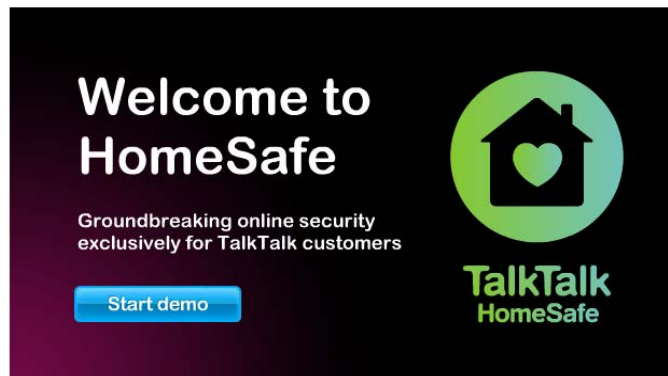 Welcome to
HomeSafe
Groundbreaking online security
exclusively for TalkTalk customers
Start demo
TalkTalk
HomeSafe